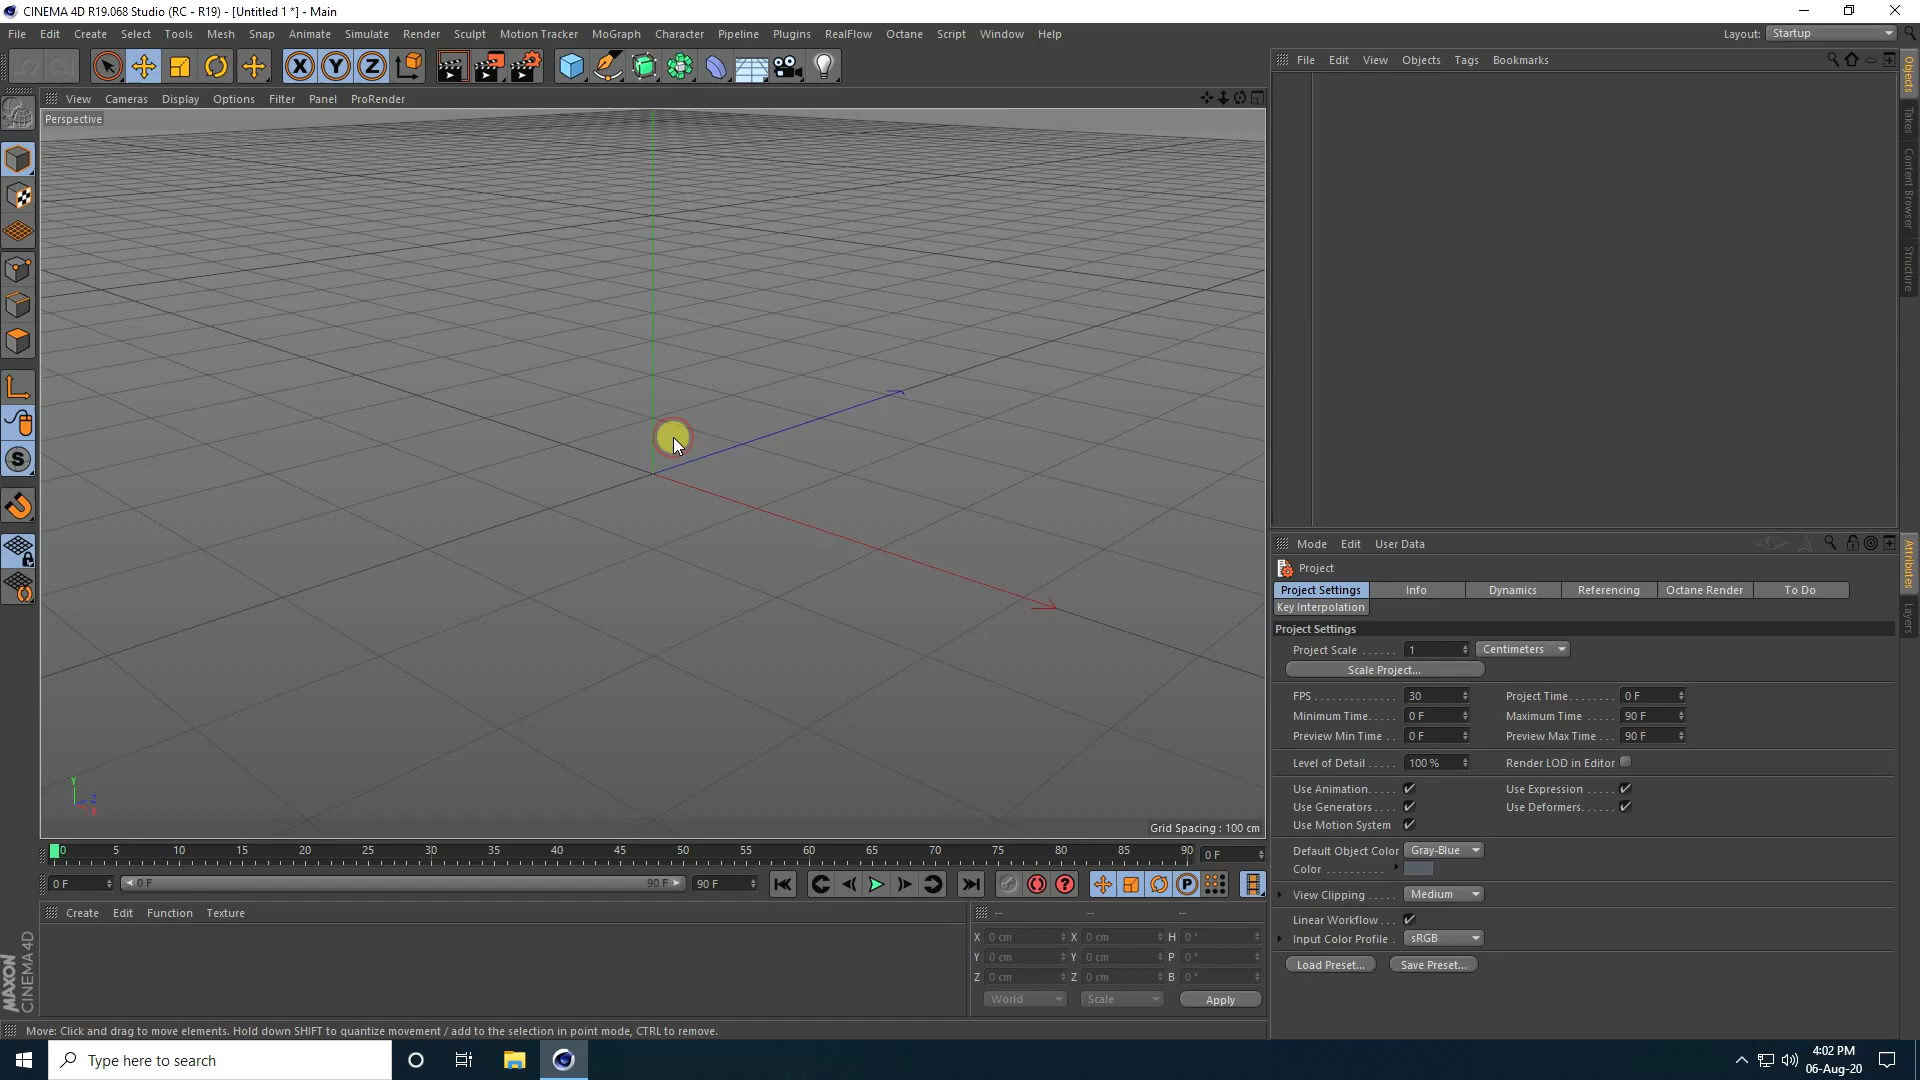 CINEMA 4D R19.068 Studio (RC - R19) - [Untitled 1 *] - Main
File Edit Create Select Tools Mesh Snap Animate Simulate Render Sculpt Motion Tracker MoGraph Character Pipeline Plugins RealFlow Octane Script Window Help
Layout: Startup
X Y Z
View Cameras Display Options Filter Panel ProRender
Perspective
Y
Z
X
Grid Spacing : 100 cm
S
0 5 10 15 20 25 30 35 40 45 50 55 60 65 70 75 80 85 90 0 F
0 F 0 F 90 F 90 F
P
Create Edit Function Texture
-- -- --
X 0 cm X 0 cm H 0 °
Y 0 cm Y 0 cm P 0 °
Z 0 cm Z 0 cm B 0 °
World Scale Apply
MAXON
CINEMA 4D
Move: Click and drag to move elements. Hold down SHIFT to quantize movement / add to the selection in point mode, CTRL to remove.
File Edit View Objects Tags Bookmarks
Objects
Takes
Content Browser
Structure
Mode Edit User Data
Attributes
Layers
Project
Project Settings Info Dynamics Referencing Octane Render To Do
Key Interpolation
Project Settings
Project Scale ...... 1 Centimeters
Scale Project...
FPS .............. 30 Project Time....... 0 F
Minimum Time..... 0 F Maximum Time ..... 90 F
Preview Min Time .. 0 F Preview Max Time ... 90 F
Level of Detail ..... 100 % Render LOD in Editor
Use Animation..... Use Expression .....
Use Generators.... Use Deformers......
Use Motion System
Default Object Color Gray-Blue
Color ..........
View Clipping ..... Medium
Linear Workflow...
Input Color Profile . sRGB
Load Preset... Save Preset...
Type here to search
4:02 PM
06-Aug-20